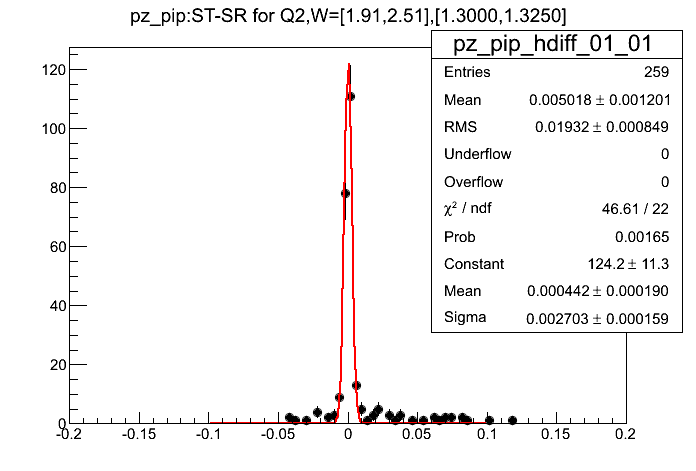 pz_pip:ST-SR for Q2,W=[1.91,2.51],[1.3000,1.3250]
pz_pip_hdiff_01_01
Entries 259
Mean 0.005018 ± 0.001201
RMS 0.01932 ± 0.000849
Underflow 0
Overflow 0
χ² / ndf 46.61 / 22
Prob 0.00165
Constant 124.2 ± 11.3
Mean 0.000442 ± 0.000190
Sigma 0.002703 ± 0.000159
120
100
80
60
40
20
0
-0.2 -0.15 -0.1 -0.05 0 0.05 0.1 0.15 0.2